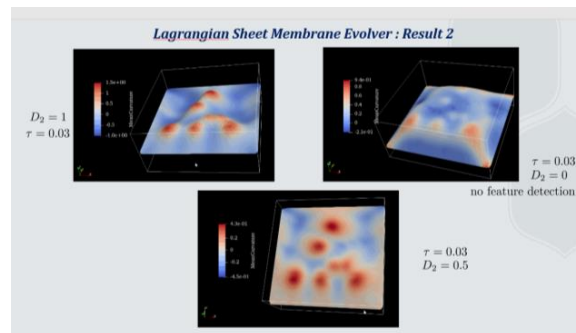 Lagrangian Sheet Membrane Evolver : Result 2
D₂ = 1
τ = 0.03
τ = 0.03
D₂ = 0
no feature detection
τ = 0.03
D₂ = 0.5